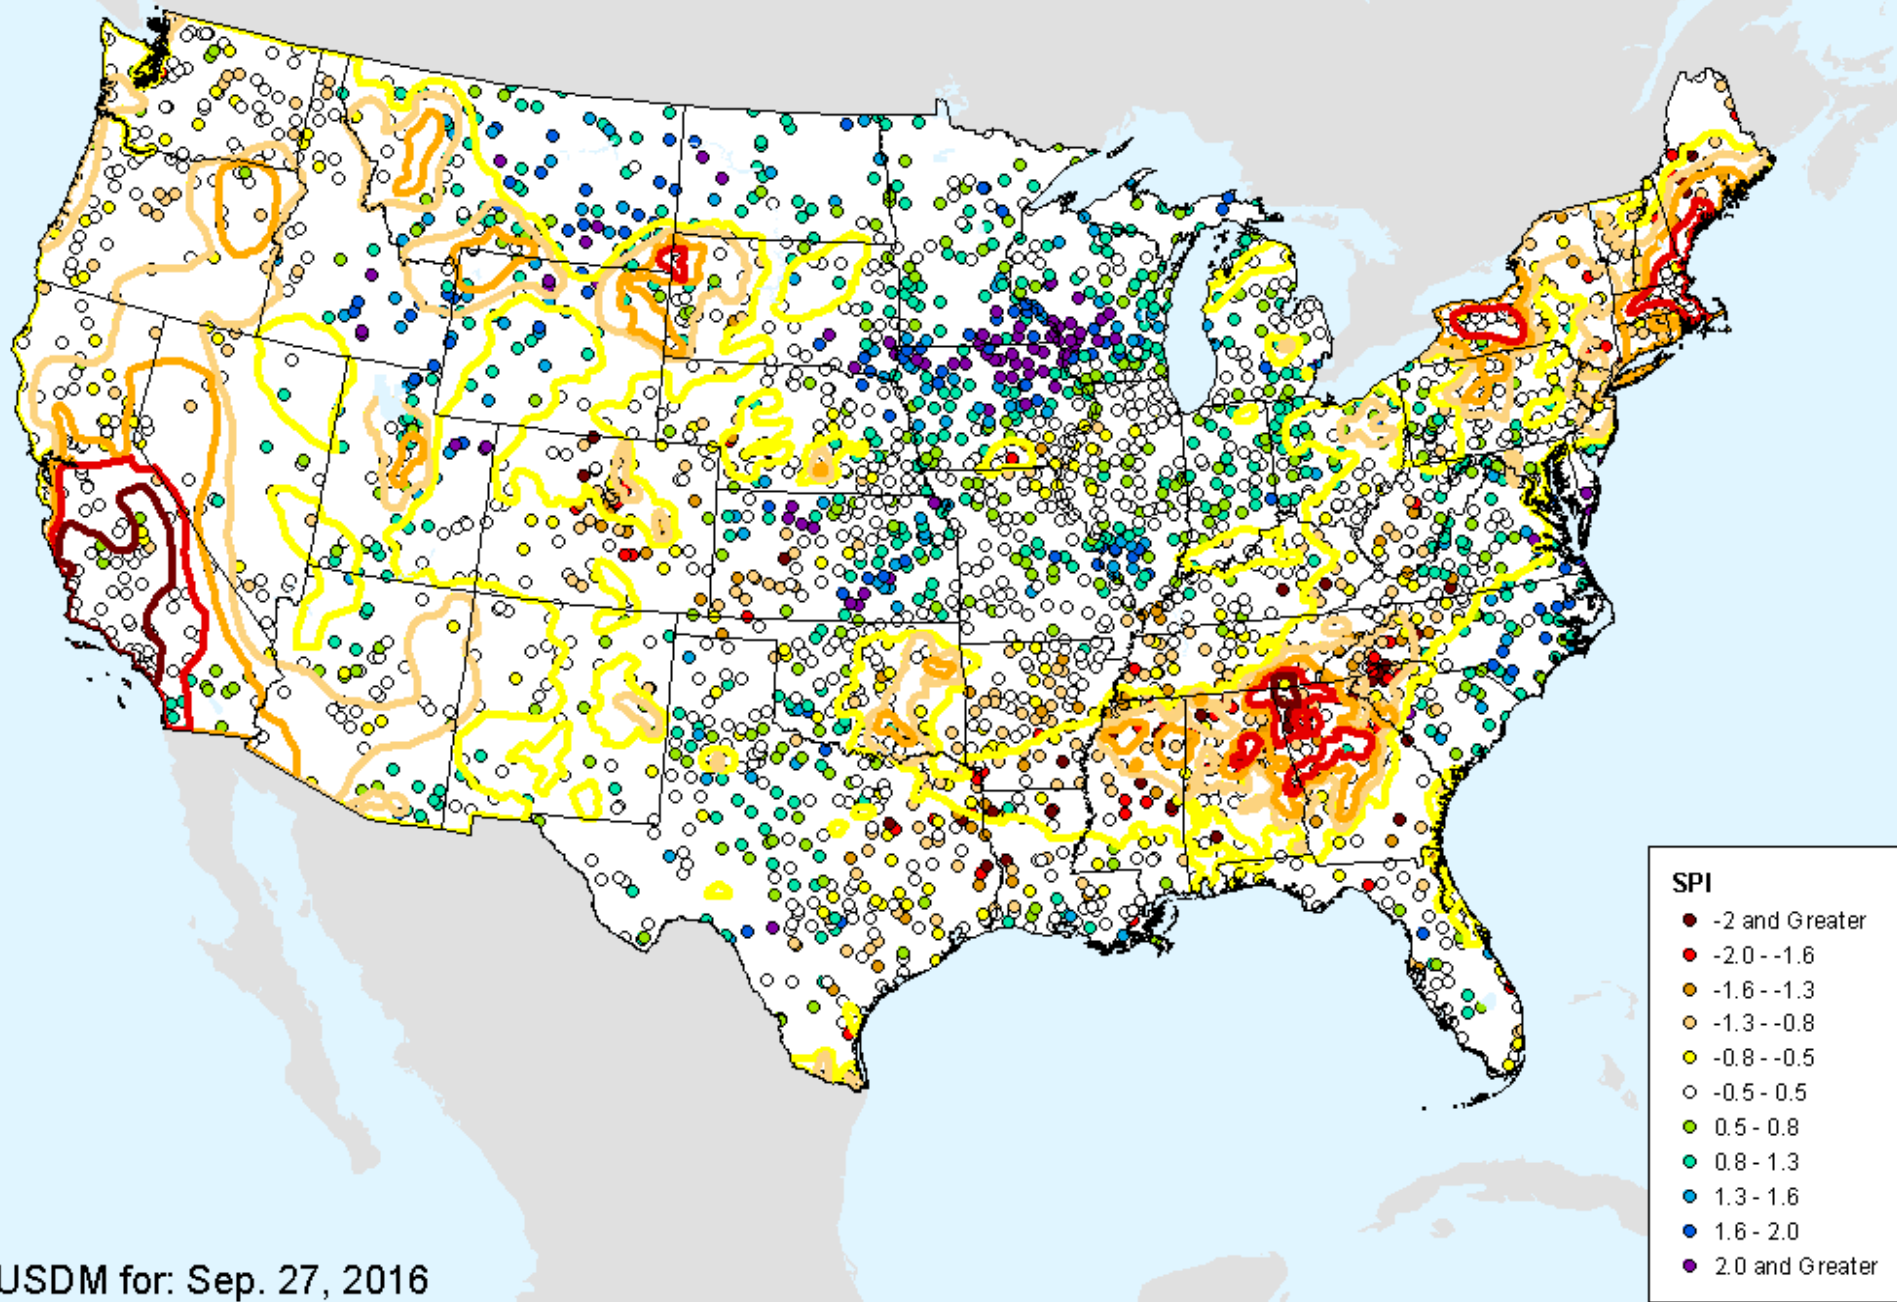 SPI
-2 and Greater
-2.0 - -1.6
-1.6 - -1.3
-1.3 - -0.8
-0.8 - -0.5
-0.5 - 0.5
0.5 - 0.8
0.8 - 1.3
1.3 - 1.6
1.6 - 2.0
2.0 and Greater
USDM for: Sep. 27, 2016